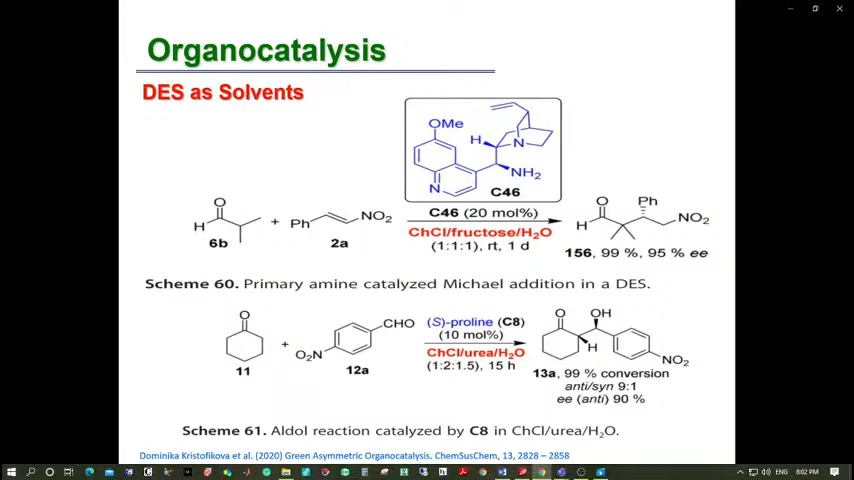 Organocatalysis
DES as Solvents
OMe
H
N
NH2
N
C46
O
H
6b
+
Ph
NO2
2a
C46 (20 mol%)
ChCl/fructose/H2O
(1:1:1), rt, 1 d
O
Ph
H
NO2
156, 99 %, 95 % ee
Scheme 60. Primary amine catalyzed Michael addition in a DES.
O
11
+
CHO
O2N
12a
(S)-proline (C8)
(10 mol%)
ChCl/urea/H2O
(1:2:1.5), 15 h
O
OH
H
NO2
13a, 99 % conversion
anti/syn 9:1
ee (anti) 90 %
Scheme 61. Aldol reaction catalyzed by C8 in ChCl/urea/H2O.
Dominika Kristofikova et al. (2020) Green Asymmetric Organocatalysis. ChemSusChem, 13, 2828 – 2858
ENG
8:02 PM